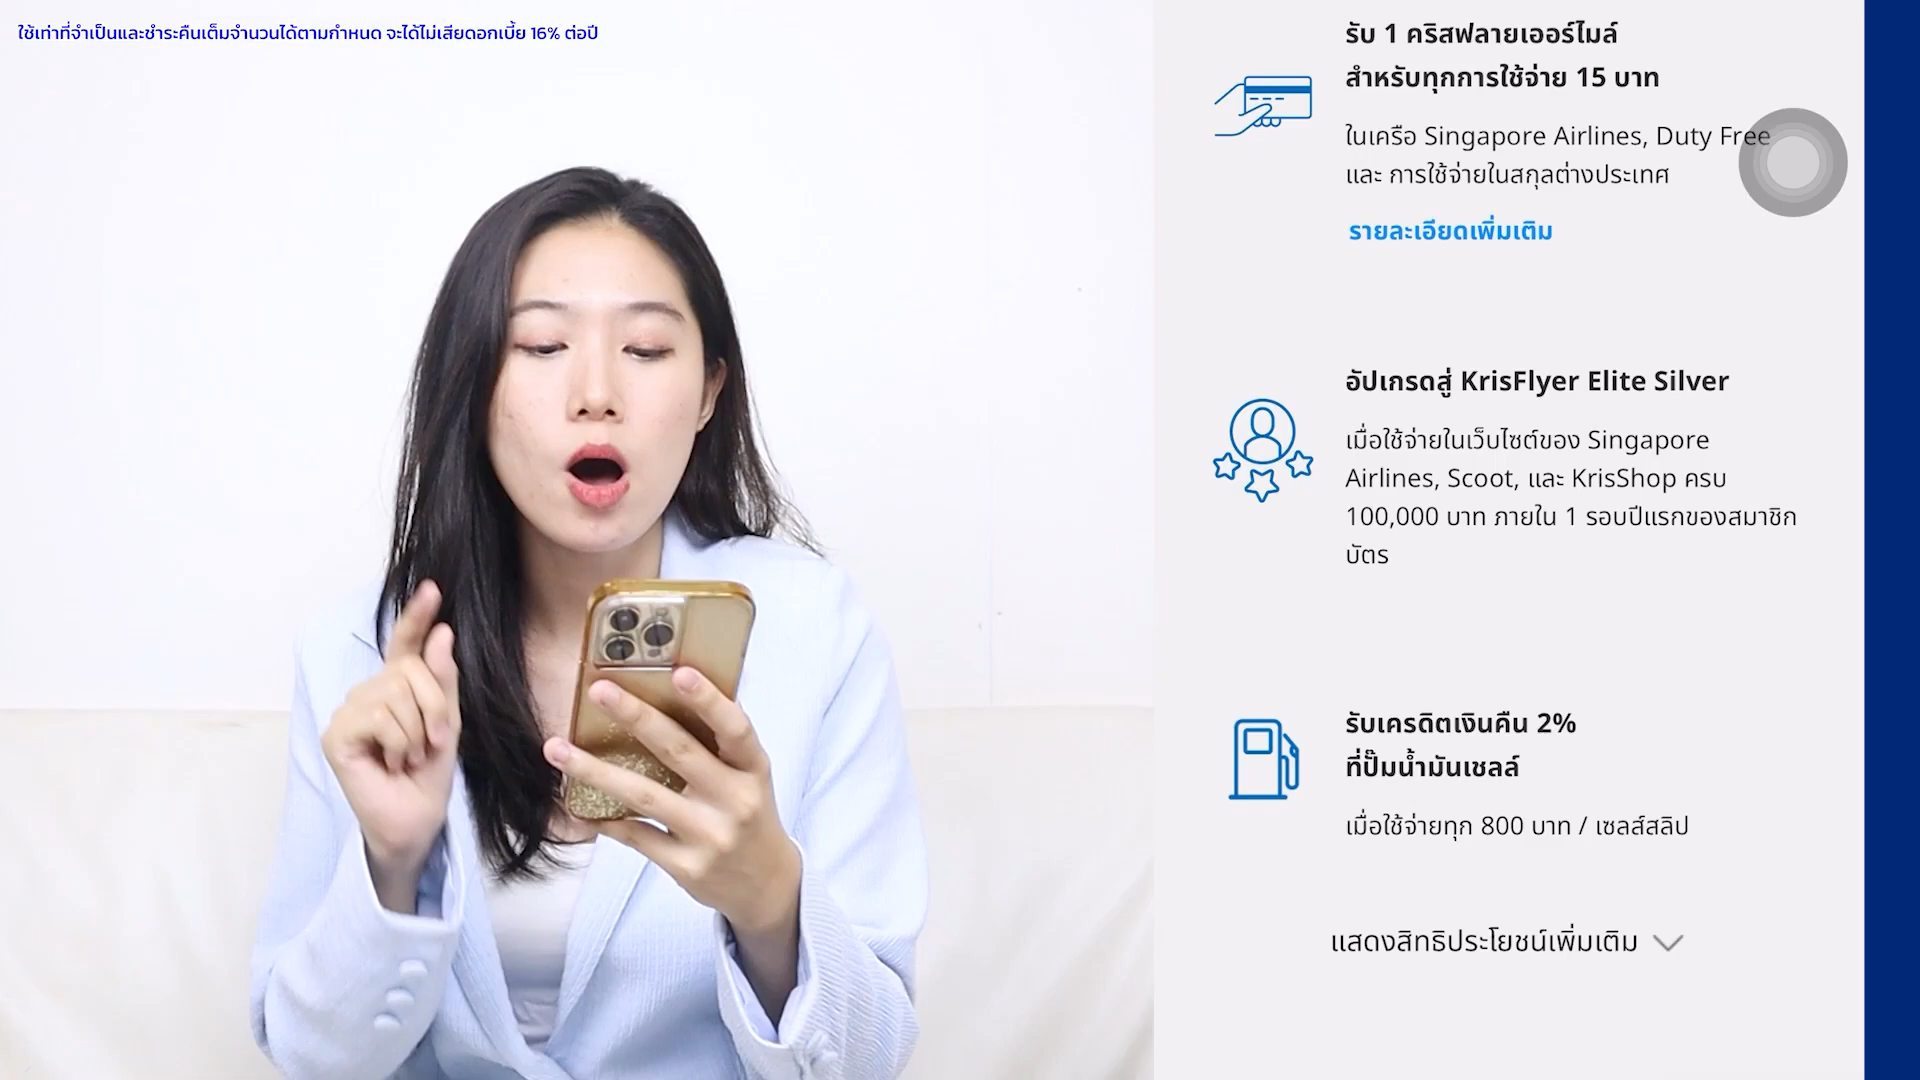 ใช้เท่าที่จำเป็นและชำระคืนเต็มจำนวนได้ตามกำหนด จะได้ไม่เสียดอกเบี้ย 16% ต่อปี
รับ 1 คริสฟลายเออร์ไมล์
สำหรับทุกการใช้จ่าย 15 บาท
ในเครือ Singapore Airlines, Duty Free
และ การใช้จ่ายในสกุลต่างประเทศ
รายละเอียดเพิ่มเติม
อัปเกรดสู่ KrisFlyer Elite Silver
เมื่อใช้จ่ายในเว็บไซต์ของ Singapore
Airlines, Scoot, และ KrisShop ครบ
100,000 บาท ภายใน 1 รอบปีแรกของสมาชิก
บัตร
รับเครดิตเงินคืน 2%
ที่ปั๊มน้ำมันเชลล์
เมื่อใช้จ่ายทุก 800 บาท / เซลส์สลิป
แสดงสิทธิประโยชน์เพิ่มเติม